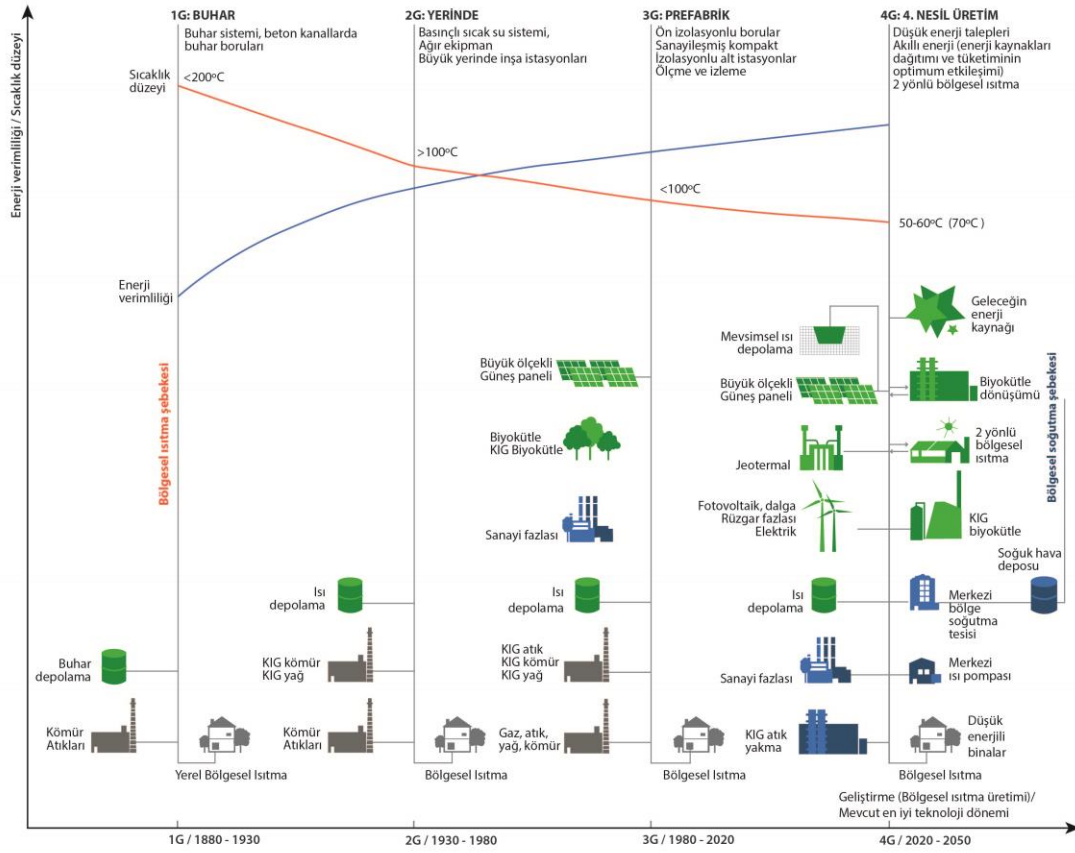 1G: BUHAR
Buhar sistemi, beton kanallarda
buhar boruları
2G: YERİNDE
Basınçlı sıcak su sistemi,
Ağır ekipman
Büyük yerinde inşa istasyonları
3G: PREFABRİK
Ön izolasyonlu borular
Sanayileşmiş kompakt
İzolasyonlu alt istasyonlar
Ölçme ve izleme
4G: 4. NESİL ÜRETİM
Düşük enerji talepleri
Akıllı enerji (enerji kaynakları
dağıtımı ve tüketiminin
optimum etkileşimi)
2 yönlü bölgesel ısıtma
Enerji verimliliği / Sıcaklık düzeyi
Sıcaklık
düzeyi
<200ºC
>100ºC
<100ºC
50-60ºC (70ºC )
Enerji
verimliliği
Bölgesel ısıtma şebekesi
Bölgesel soğutma şebekesi
Buhar
depolama
Kömür
Atıkları
Yerel Bölgesel Isıtma
Isı
depolama
KIG kömür
KIG yağ
Kömür
Atıkları
Bölgesel Isıtma
Büyük ölçekli
Güneş paneli
Biyokütle
KIG Biyokütle
Sanayi fazlası
Isı
depolama
KIG atık
KIG kömür
KIG yağ
Gaz, atık,
yağ, kömür
Bölgesel Isıtma
Mevsimsel ısı
depolama
Büyük ölçekli
Güneş paneli
Jeotermal
Fotovoltaik, dalga
Rüzgar fazlası
Elektrik
Isı
depolama
Sanayi fazlası
KIG atık
yakma
Geleceğin
enerji
kaynağı
Biyokütle
dönüşümü
2 yönlü
bölgesel
ısıtma
KIG
biyokütle
Soğuk hava
deposu
Merkezi
bölge
soğutma
tesisi
Merkezi
ısı pompası
Düşük
enerjili
binalar
Bölgesel Isıtma
Geliştirme (Bölgesel ısıtma üretimi)/
Mevcut en iyi teknoloji dönemi
1G / 1880 - 1930
2G / 1930 - 1980
3G / 1980 - 2020
4G / 2020 - 2050